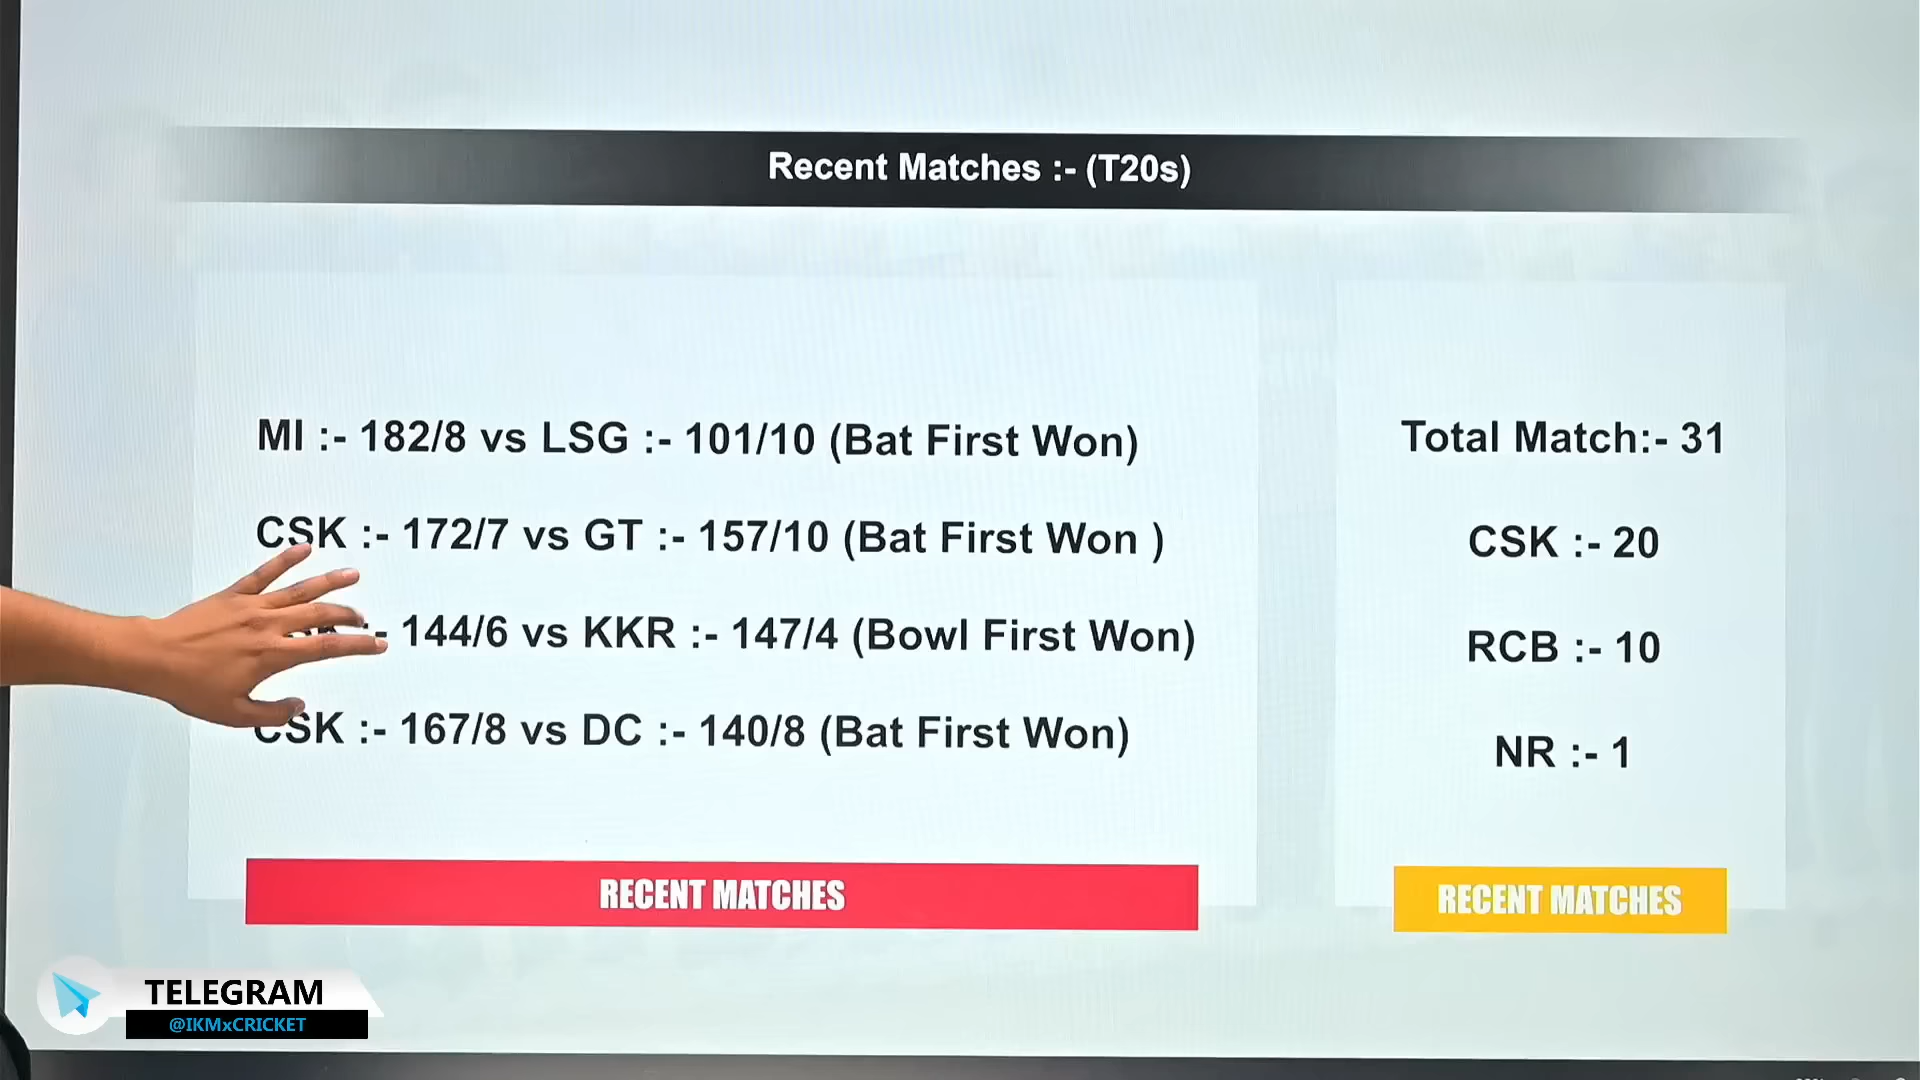 Recent Matches :- (T20s)
MI :- 182/8 vs LSG :- 101/10 (Bat First Won)
CSK :- 172/7 vs GT :- 157/10 (Bat First Won )
:- 144/6 vs KKR :- 147/4 (Bowl First Won)
CSK :- 167/8 vs DC :- 140/8 (Bat First Won)
RECENT MATCHES
Total Match:- 31
CSK :- 20
RCB :- 10
NR :- 1
RECENT MATCHES
TELEGRAM
@IKMxCRICKET